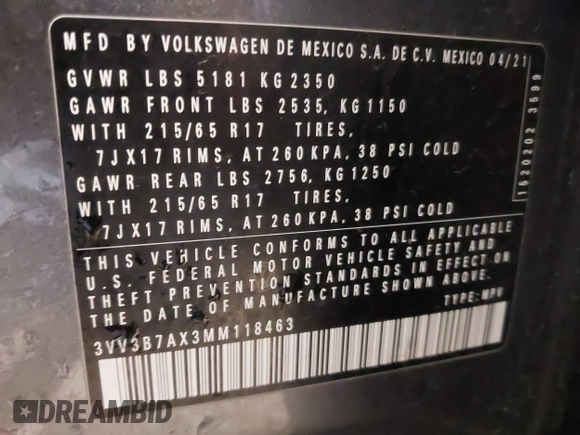 MFD BY VOLKSWAGEN DE MEXICO S.A. DE C.V. MEXICO 04/21
GVWR LBS 5181 KG 2350
GAWR FRONT LBS 2535, KG 1150
WITH 215/65 R17 TIRES,
7JX17 RIMS, AT 260 KPA, 38 PSI COLD
GAWR REAR LBS 2756, KG 1250
WITH 215/65 R17 TIRES,
7JX17 RIMS, AT 260 KPA, 38 PSI COLD
THIS VEHICLE CONFORMS TO ALL APPLICABLE
U.S. FEDERAL MOTOR VEHICLE SAFETY AND
THEFT PREVENTION STANDARDS IN EFFECT ON
THE DATE OF MANUFACTURE SHOWN ABOVE.
TYPE: MPV
3VV3B7AX3MM118463
1520202 3599
DREAMBID